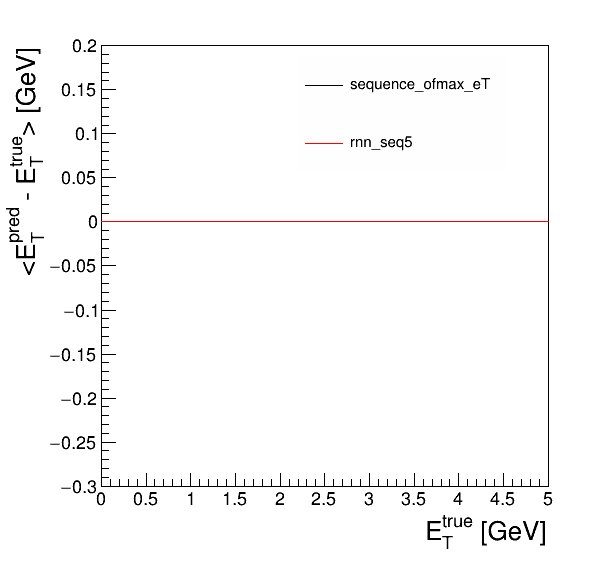 <E_T^pred - E_T^true> [GeV]
0.2
0.15
0.1
0.05
0
−0.05
−0.1
−0.15
−0.2
−0.25
−0.3
sequence_ofmax_eT
rnn_seq5
0 0.5 1 1.5 2 2.5 3 3.5 4 4.5 5
E_T^true [GeV]